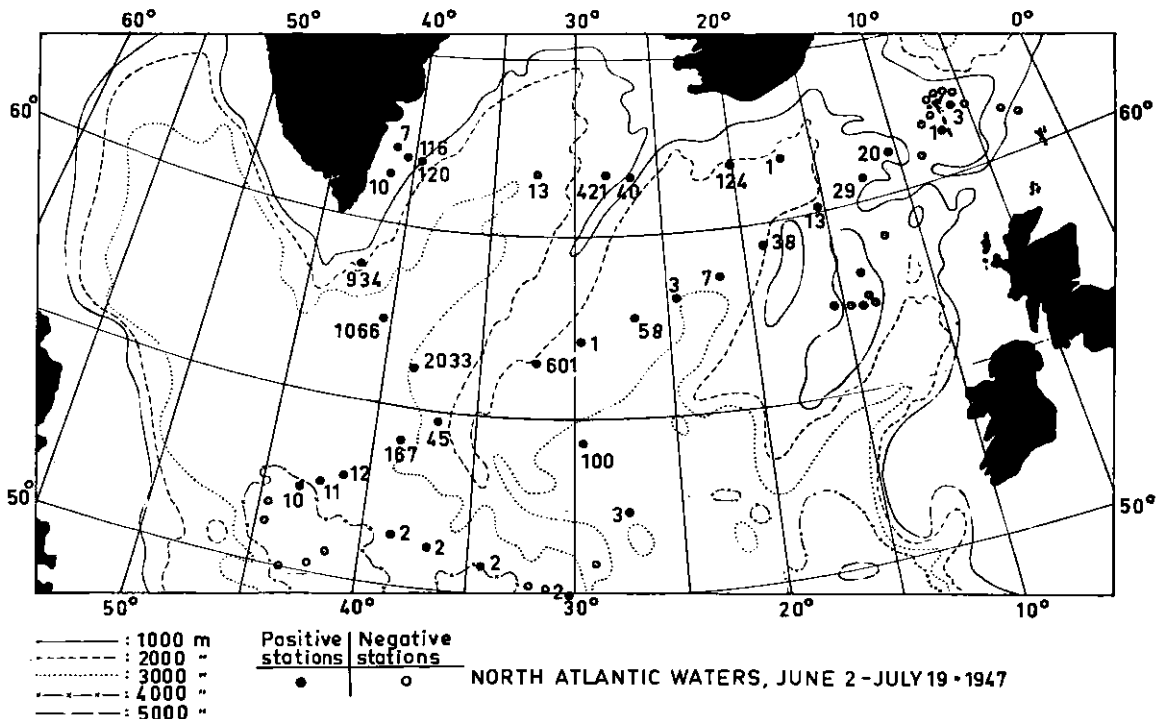 60° 50° 40° 30° 20° 10° 0°
60° 60°
7
116
120
10
13 421 40
124 1 20 1 3
29
13
934
38
7
3
1066
58
1
2033
601
45
167
100
12
10 11
50° 50°
3
2 2
2
2
50° 40° 30° 20° 10°
: 1000 m
: 2000 "
: 3000 "
: 4000 "
: 5000 "
Positive stations
Negative stations
NORTH ATLANTIC WATERS, JUNE 2-JULY 19 • 1947